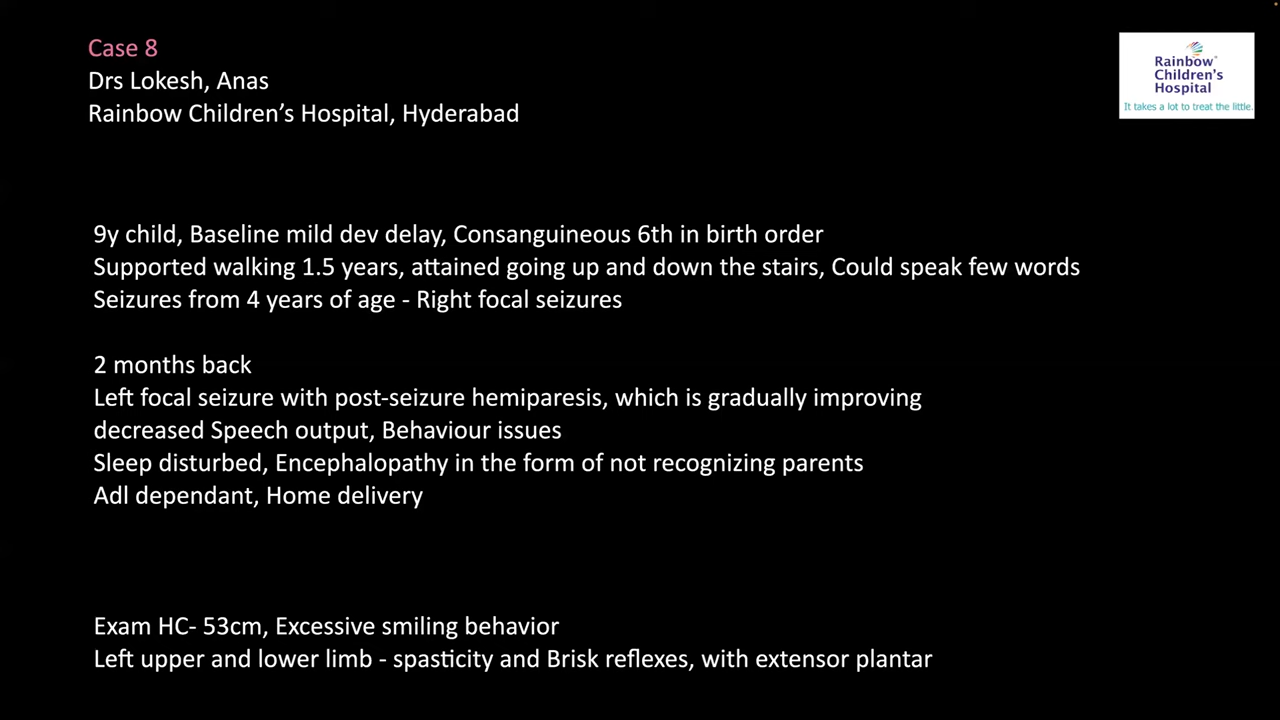 Case 8
Drs Lokesh, Anas
Rainbow Children's Hospital, Hyderabad
Rainbow
Children's
Hospital
It takes a lot to treat the little.
9y child, Baseline mild dev delay, Consanguineous 6th in birth order
Supported walking 1.5 years, attained going up and down the stairs, Could speak few words
Seizures from 4 years of age - Right focal seizures
2 months back
Left focal seizure with post-seizure hemiparesis, which is gradually improving
decreased Speech output, Behaviour issues
Sleep disturbed, Encephalopathy in the form of not recognizing parents
Adl dependant, Home delivery
Exam HC- 53cm, Excessive smiling behavior
Left upper and lower limb - spasticity and Brisk reflexes, with extensor plantar